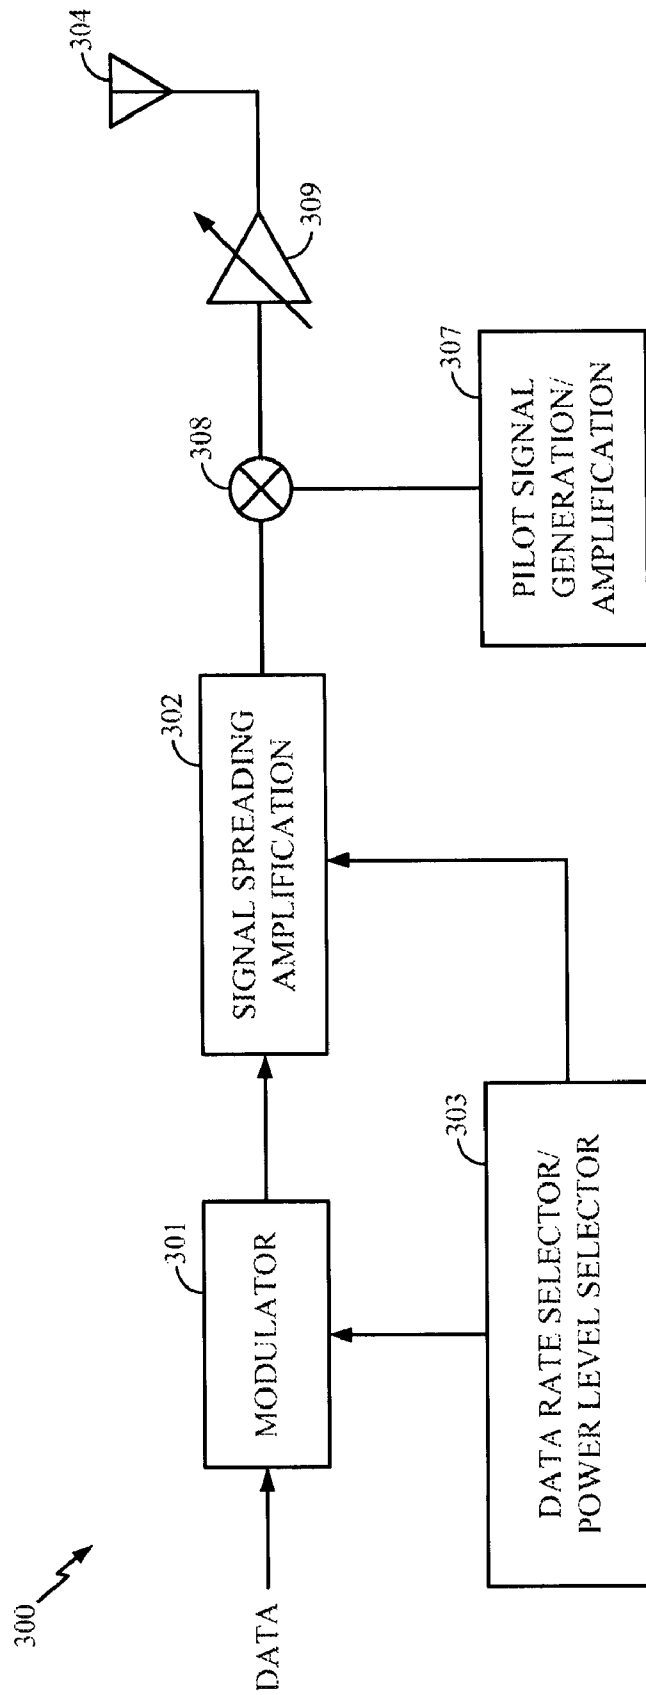 300
DATA
301
MODULATOR
302
SIGNAL SPREADING
AMPLIFICATION
308
309
304
303
DATA RATE SELECTOR/
POWER LEVEL SELECTOR
307
PILOT SIGNAL
GENERATION/
AMPLIFICATION